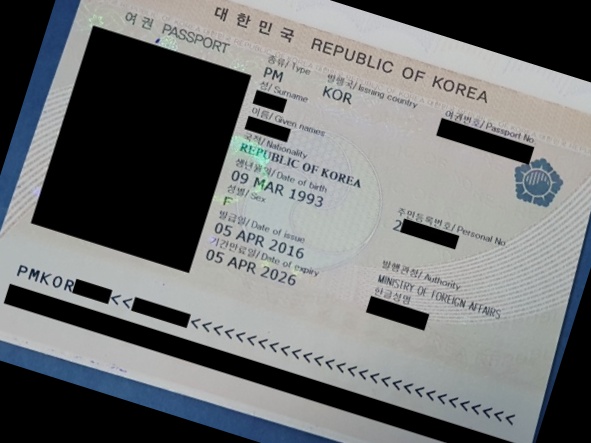 대한민국 REPUBLIC OF KOREA
여권 PASSPORT
종류/ Type 발행국/ Issuing country 여권번호/ Passport No
PM KOR
성/ Surname
이름/ Given names
국적/ Nationality
REPUBLIC OF KOREA
생년월일/ Date of birth
09 MAR 1993
성별/ Sex 주민등록번호/ Personal No
F 2
발급일/ Date of issue 발행관청/ Authority
05 APR 2016 MINISTRY OF FOREIGN AFFAIRS
기간만료일/ Date of expiry 한글성명
05 APR 2026
PMKOR << <<<<<<<<<<<<<<<<<<<<<<<<<<<<<<